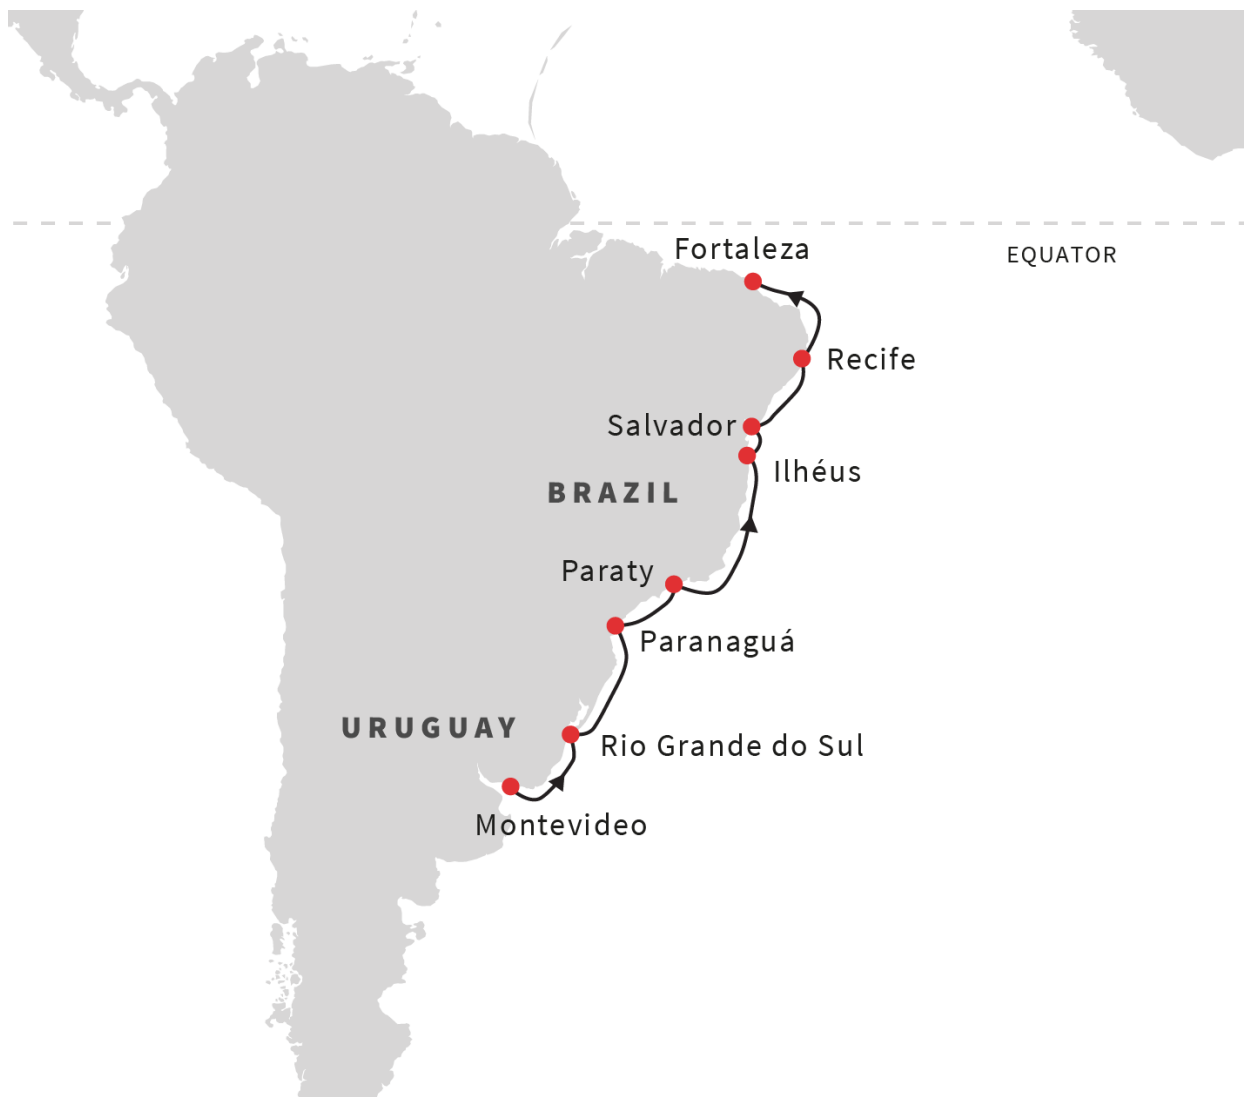 Fortaleza
EQUATOR
Recife
Salvador
Ilhéus
BRAZIL
Paraty
Paranaguá
URUGUAY
Rio Grande do Sul
Montevideo